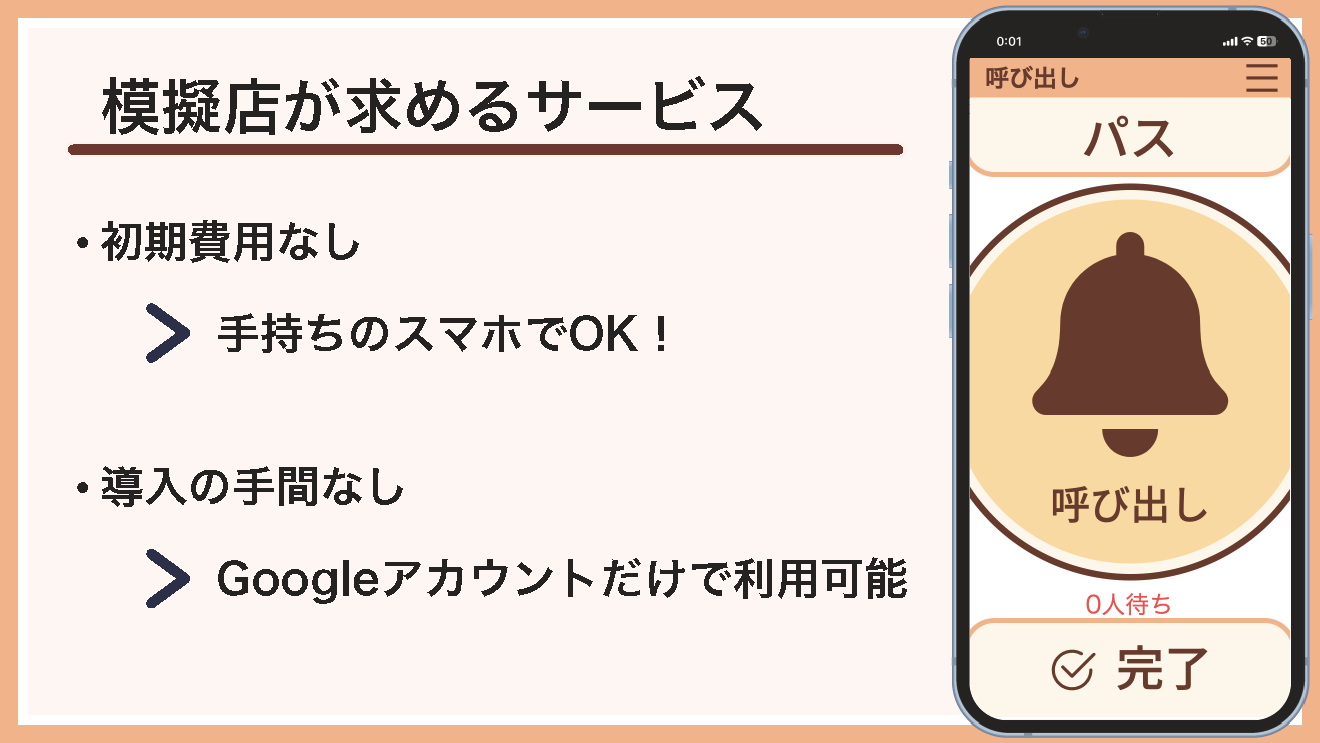 模擬店が求めるサービス
・初期費用なし
手持ちのスマホでOK！
・導入の手間なし
Googleアカウントだけで利用可能
0:01
50
呼び出し
パス
呼び出し
0人待ち
完了